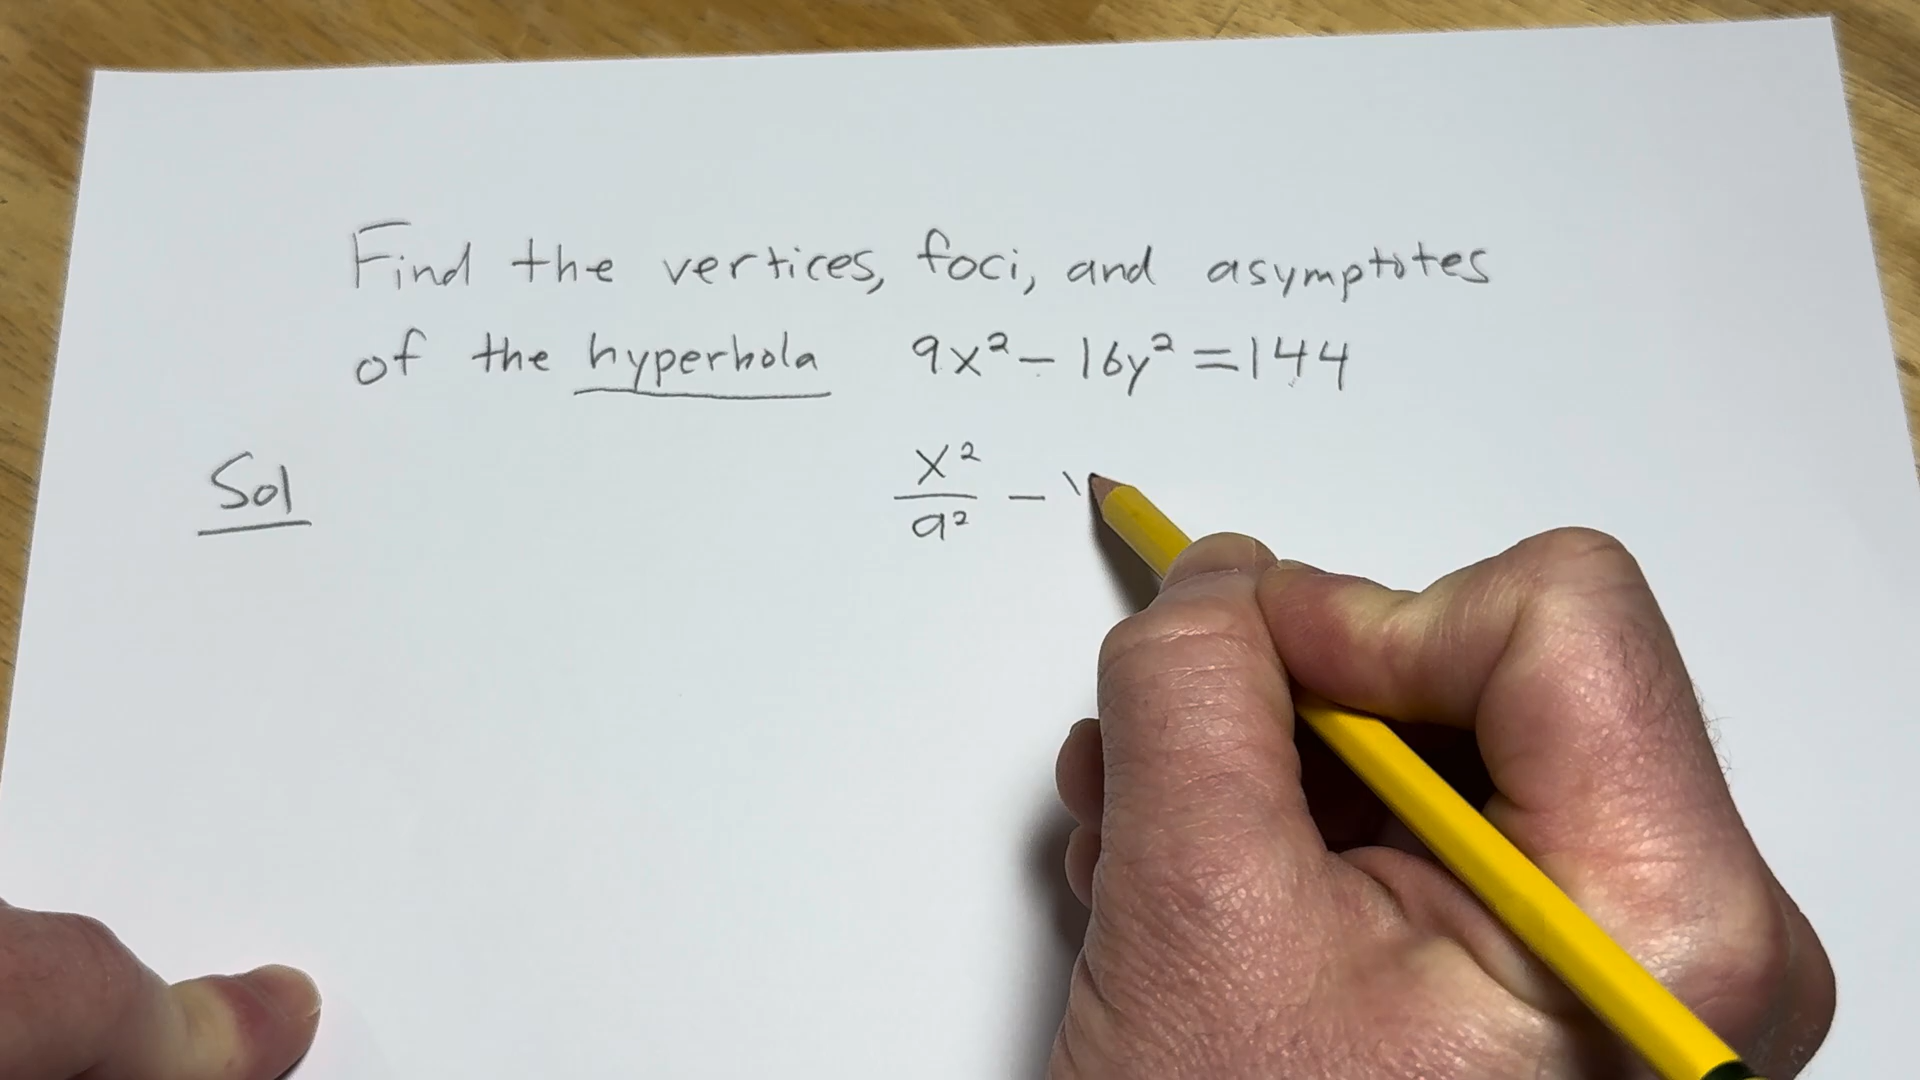 Find the vertices, foci, and asymptotes
of the hyperbola 9x² − 16y² = 144
Sol
x²/a² −